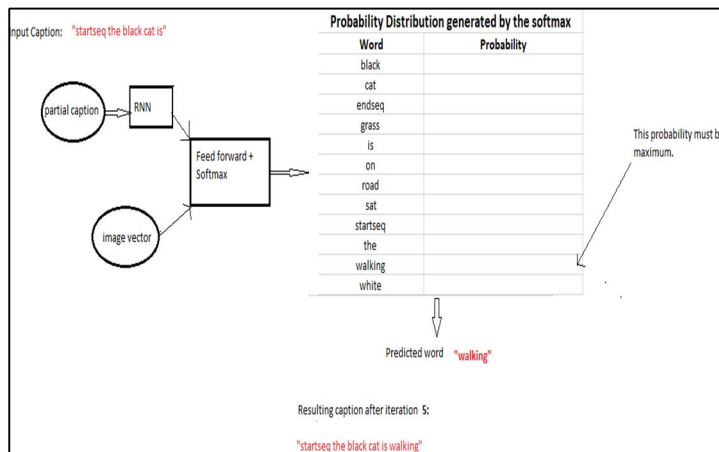 Input Caption: "startseq the black cat is"
Probability Distribution generated by the softmax
Word Probability
black
cat
endseq
grass
is
on
road
sat
startseq
the
walking
white
partial caption
RNN
Feed forward +
Softmax
image vector
This probability must b
maximum.
Predicted word "walking"
Resulting caption after iteration 5:
"startseq the black cat is walking"